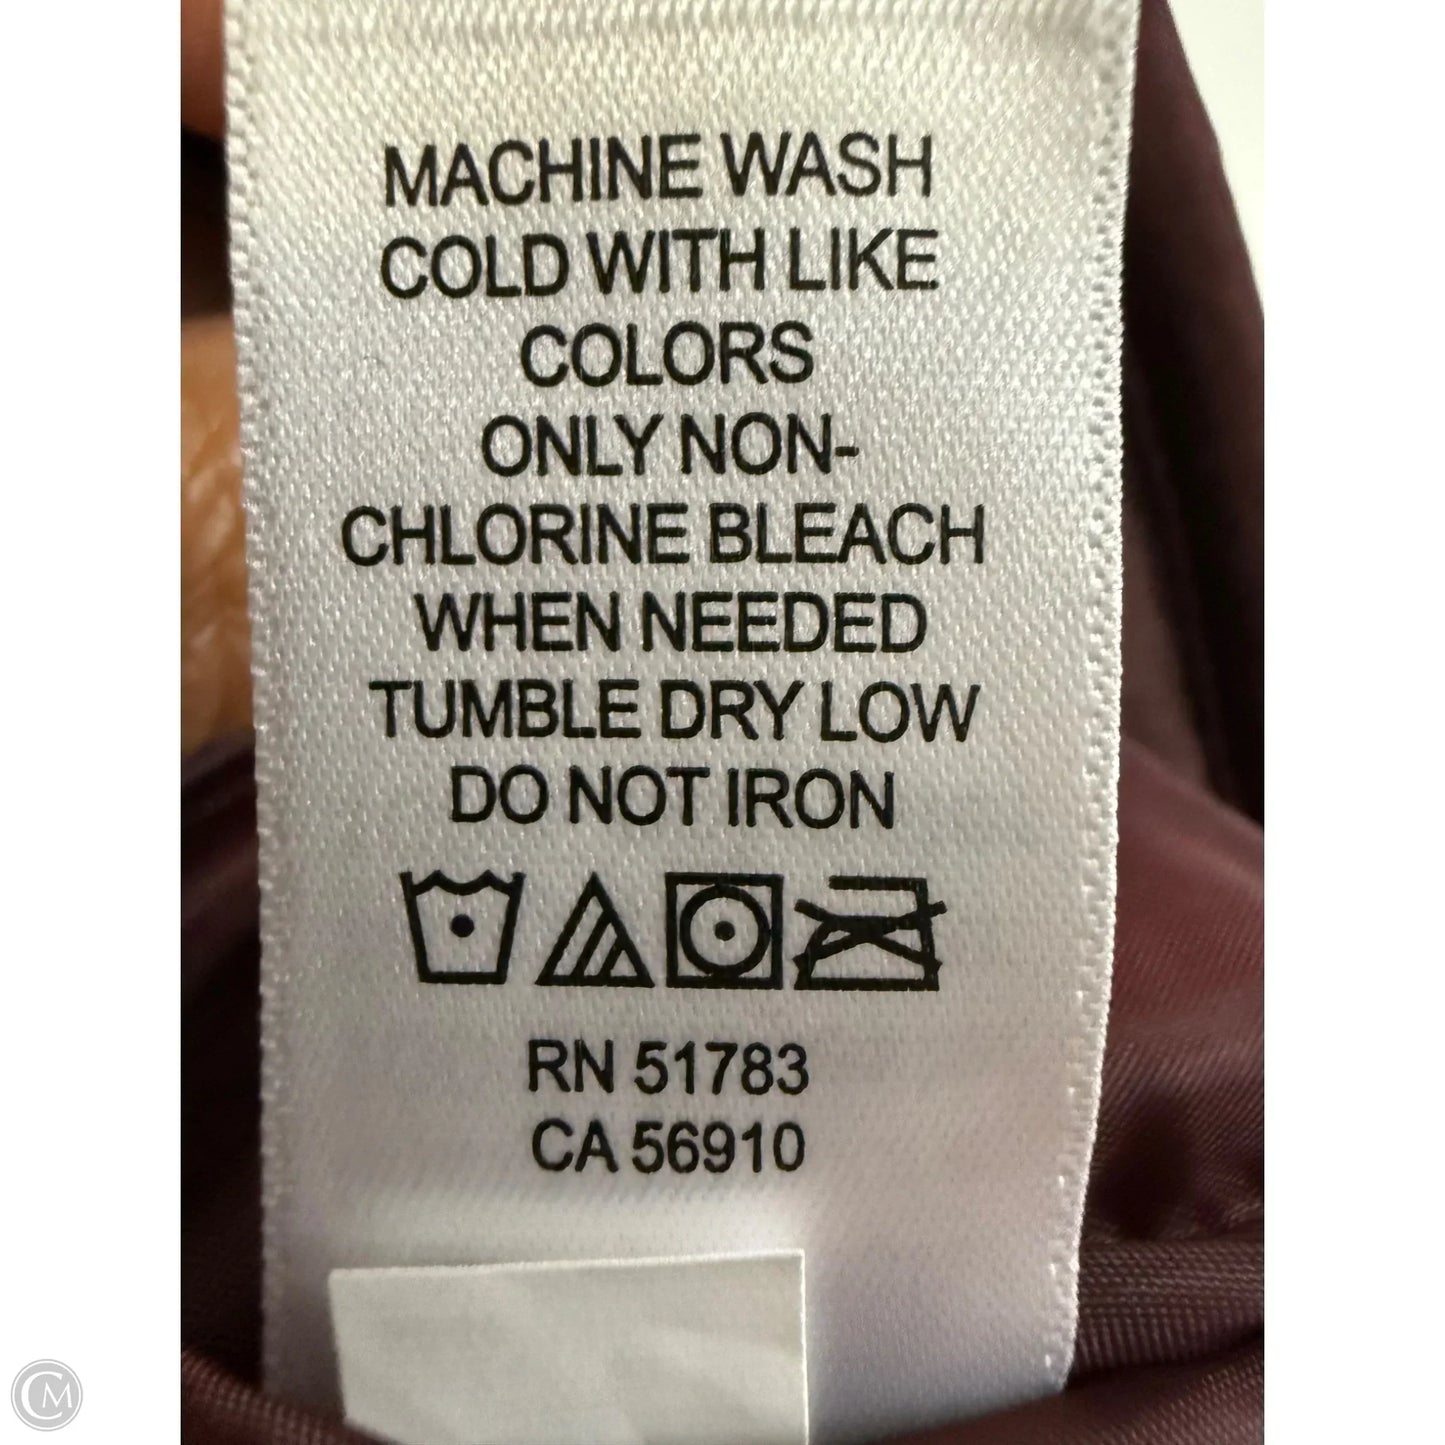 MACHINE WASH
COLD WITH LIKE
COLORS
ONLY NON-
CHLORINE BLEACH
WHEN NEEDED
TUMBLE DRY LOW
DO NOT IRON
RN 51783
CA 56910
CM